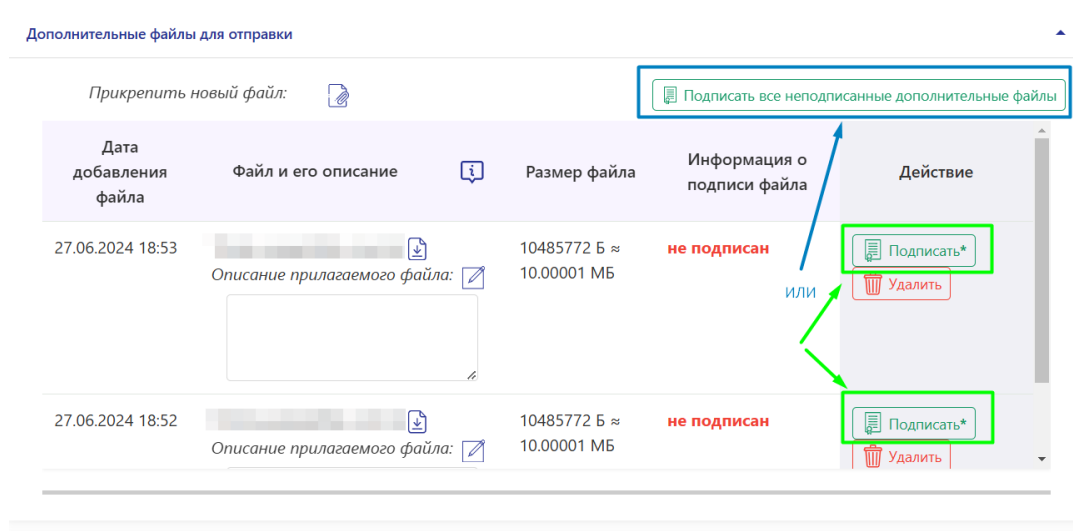 Дополнительные файлы для отправки
Прикрепить новый файл:
Подписать все неподписанные дополнительные файлы
Дата
добавления
файла
Файл и его описание
Размер файла
Информация о
подписи файла
Действие
27.06.2024 18:53
10485772 Б ≈
10.00001 МБ
не подписан
Подписать*
Удалить
Описание прилагаемого файла:
ИЛИ
27.06.2024 18:52
10485772 Б ≈
10.00001 МБ
не подписан
Подписать*
Удалить
Описание прилагаемого файла: